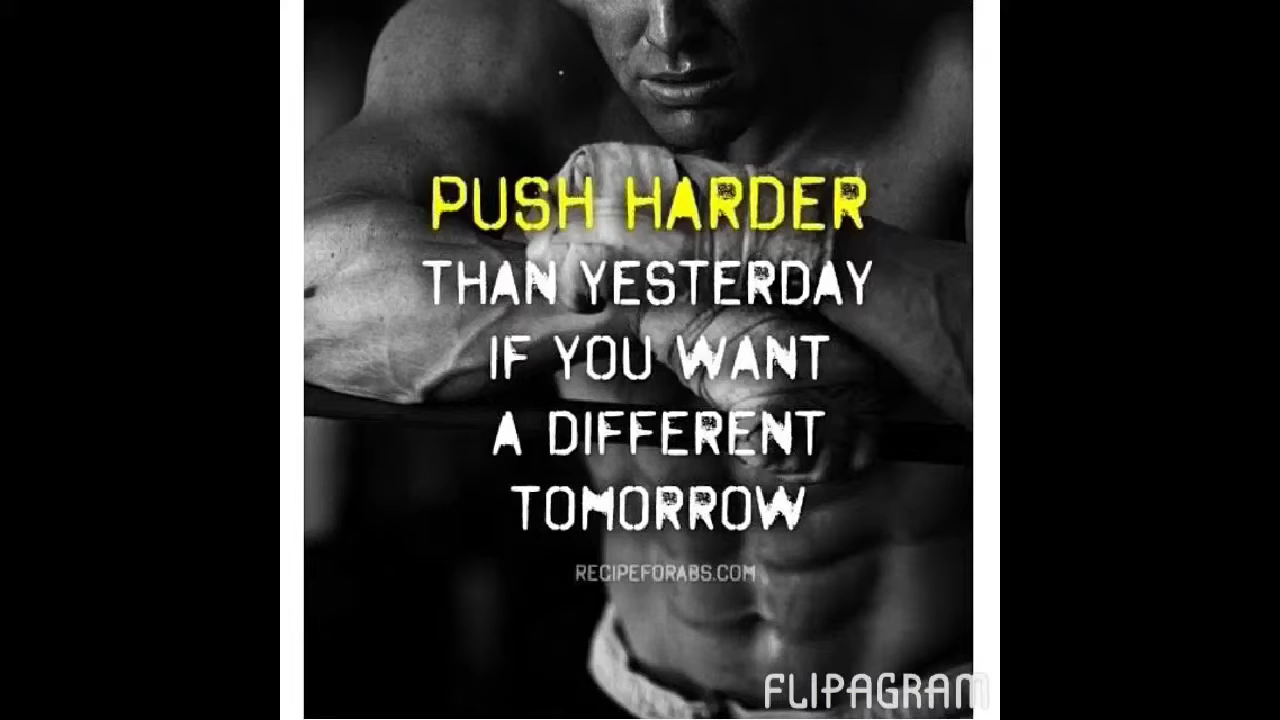 PUSH HARDER
THAN YESTERDAY
IF YOU WANT
A DIFFERENT
TOMORROW
RECIPEFORABS.COM
FLIPAGRAM